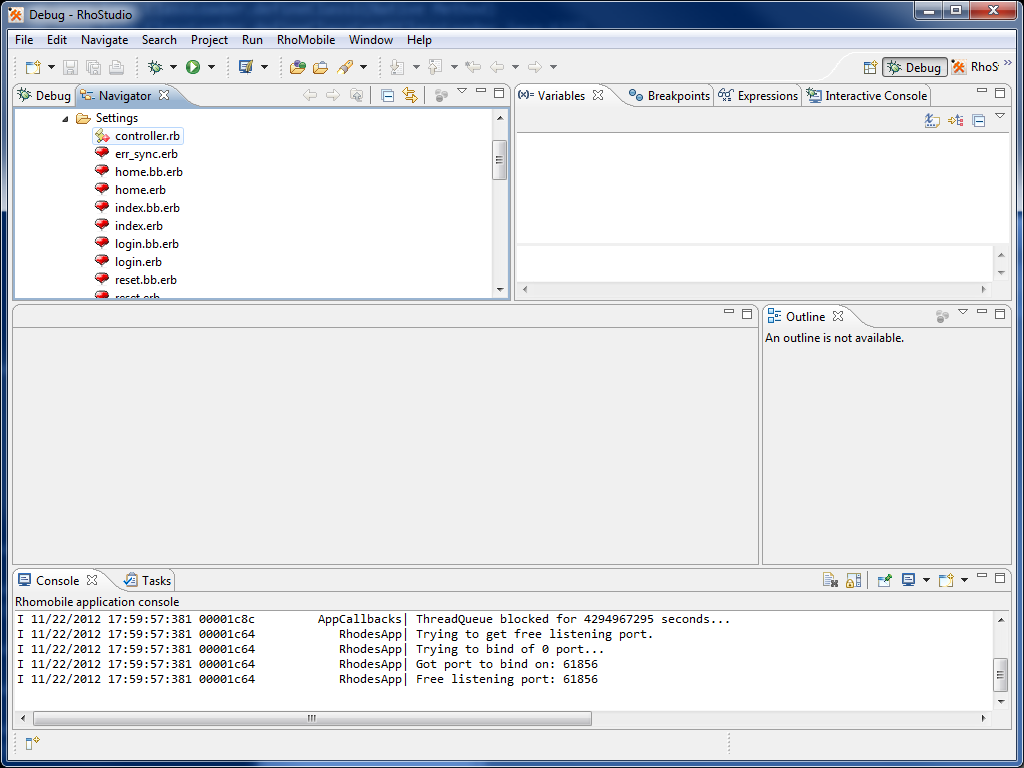 Debug - RhoStudio
File Edit Navigate Search Project Run RhoMobile Window Help
Debug RhoS
Debug Navigator
Settings
controller.rb
err_sync.erb
home.bb.erb
home.erb
index.bb.erb
index.erb
login.bb.erb
login.erb
reset.bb.erb
reset.erb
(x)= Variables Breakpoints Expressions Interactive Console
Outline
An outline is not available.
Console Tasks
Rhomobile application console
I 11/22/2012 17:59:57:381 00001c8c AppCallbacks| ThreadQueue blocked for 4294967295 seconds...
I 11/22/2012 17:59:57:381 00001c64 RhodesApp| Trying to get free listening port.
I 11/22/2012 17:59:57:381 00001c64 RhodesApp| Trying to bind of 0 port...
I 11/22/2012 17:59:57:381 00001c64 RhodesApp| Got port to bind on: 61856
I 11/22/2012 17:59:57:381 00001c64 RhodesApp| Free listening port: 61856